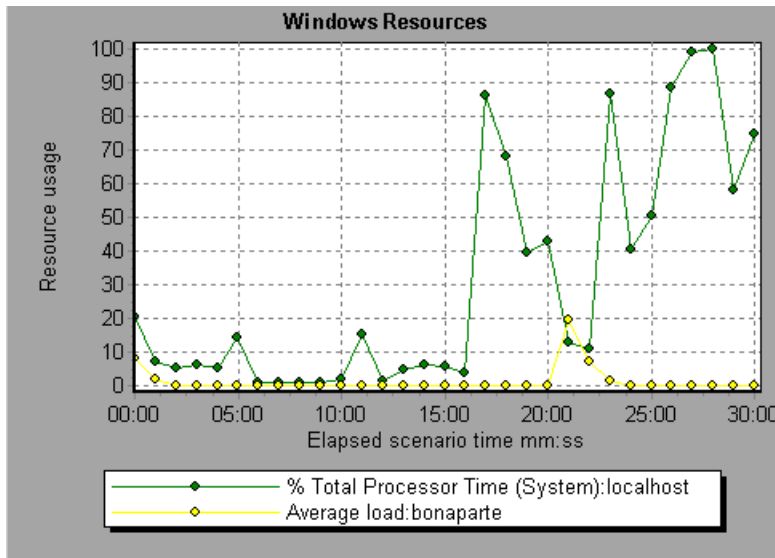 Windows Resources
100
90
80
70
60
50
40
30
20
10
0
Resource usage
00:00 05:00 10:00 15:00 20:00 25:00 30:00
Elapsed scenario time mm:ss
% Total Processor Time (System):localhost
Average load:bonaparte